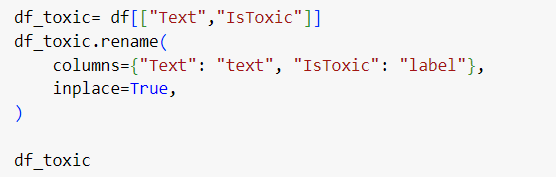 df_toxic= df[["Text","IsToxic"]]
df_toxic.rename(
    columns={"Text": "text", "IsToxic": "label"},
    inplace=True,
)

df_toxic